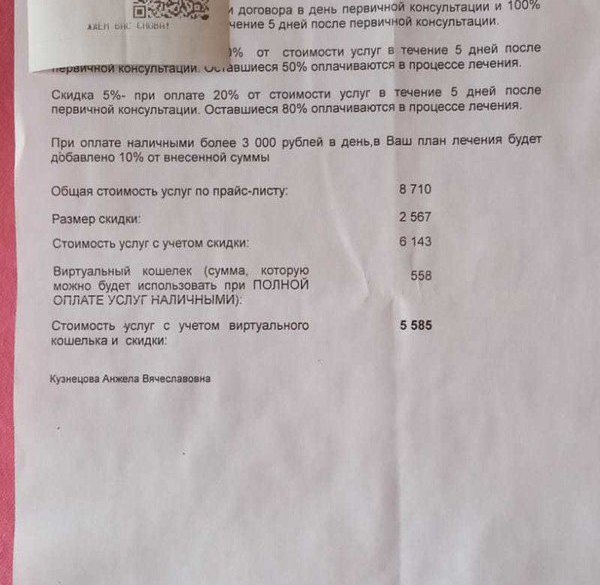 ЖДЕМ ВАС СНОВА!
и договора в день первичной консультации и 100%
чение 5 дней после первичной консультации.
0% от стоимости услуг в течение 5 дней после
первичной консультации. Оставшиеся 50% оплачиваются в процессе лечения.
Скидка 5%- при оплате 20% от стоимости услуг в течение 5 дней после
первичной консультации. Оставшиеся 80% оплачиваются в процессе лечения.
При оплате наличными более 3 000 рублей в день,в Ваш план лечения будет
добавлено 10% от внесенной суммы
Общая стоимость услуг по прайс-листу: 8 710
Размер скидки: 2 567
Стоимость услуг с учетом скидки: 6 143
Виртуальный кошелек (сумма, которую
можно будет использовать при ПОЛНОЙ 558
ОПЛАТЕ УСЛУГ НАЛИЧНЫМИ):
Стоимость услуг с учетом виртуального 5 585
кошелька и скидки:
Кузнецова Анжела Вячеславовна